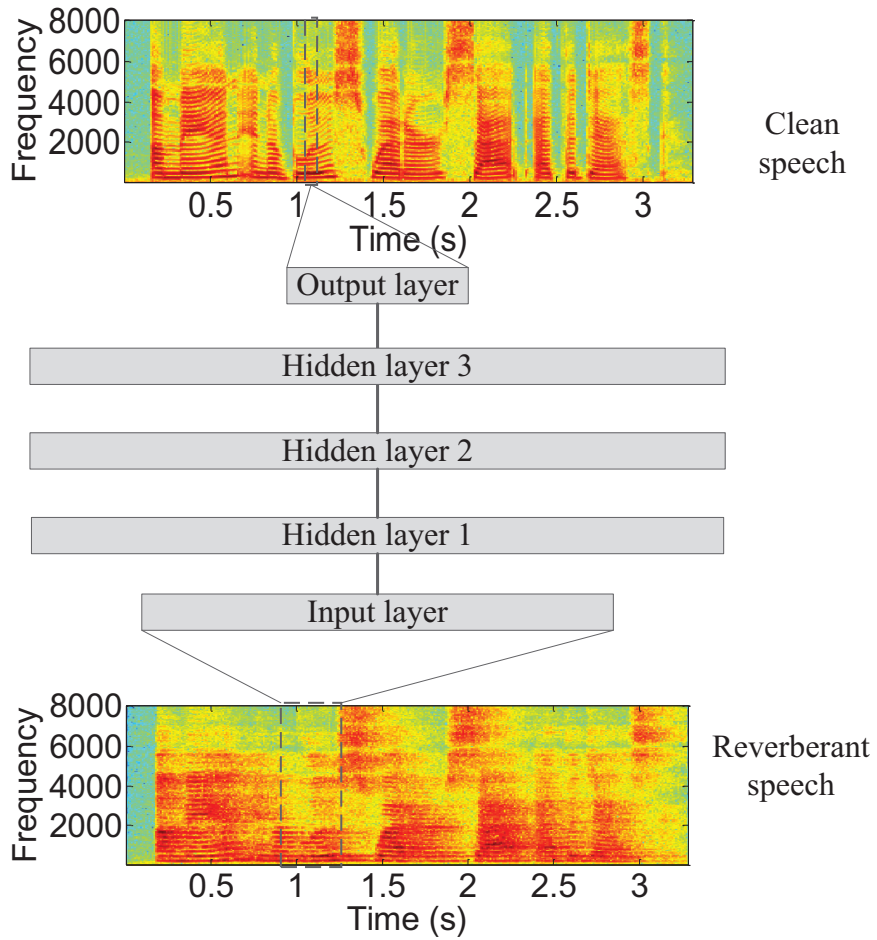 8000
6000
4000
2000
Frequency
0.5 1 1.5 2 2.5 3
Time (s)
Clean
speech
Output layer
Hidden layer 3
Hidden layer 2
Hidden layer 1
Input layer
8000
6000
4000
2000
Frequency
0.5 1 1.5 2 2.5 3
Time (s)
Reverberant
speech